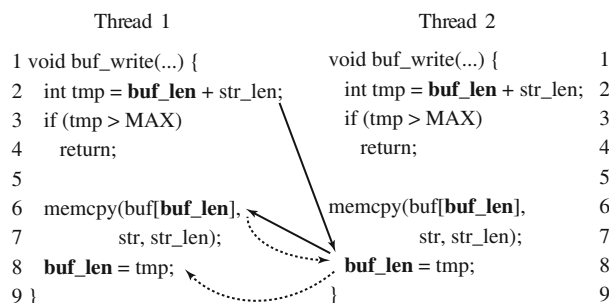 Thread 1 Thread 2
1 void buf_write(...) { void buf_write(...) { 1
2 int tmp = buf_len + str_len; int tmp = buf_len + str_len; 2
3 if (tmp > MAX) if (tmp > MAX) 3
4 return; return; 4
5 5
6 memcpy(buf[buf_len], memcpy(buf[buf_len], 6
7 str, str_len); str, str_len); 7
8 buf_len = tmp; buf_len = tmp; 8
9 } } 9